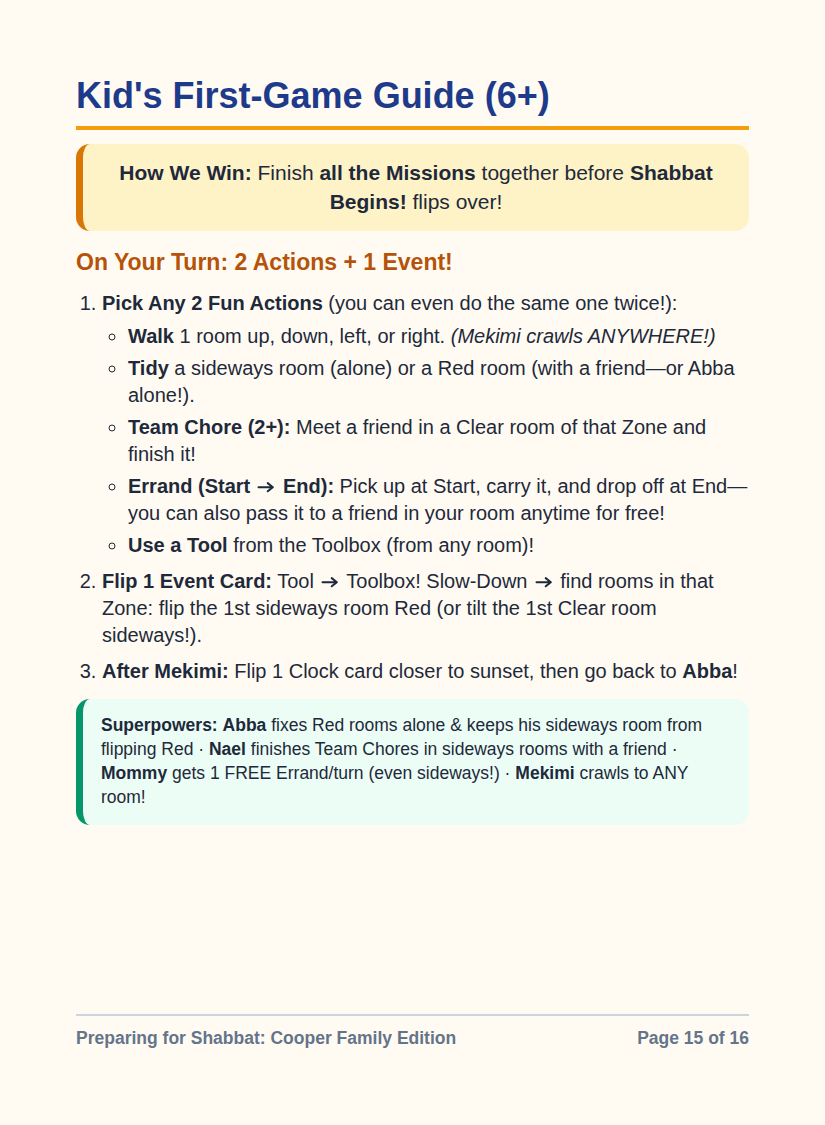 Kid's First-Game Guide (6+)
How We Win: Finish all the Missions together before Shabbat
Begins! flips over!
On Your Turn: 2 Actions + 1 Event!
1. Pick Any 2 Fun Actions (you can even do the same one twice!):
◦ Walk 1 room up, down, left, or right. (Mekimi crawls ANYWHERE!)
◦ Tidy a sideways room (alone) or a Red room (with a friend—or Abba
alone!).
◦ Team Chore (2+): Meet a friend in a Clear room of that Zone and
finish it!
◦ Errand (Start → End): Pick up at Start, carry it, and drop off at End—
you can also pass it to a friend in your room anytime for free!
◦ Use a Tool from the Toolbox (from any room)!
2. Flip 1 Event Card: Tool → Toolbox! Slow-Down → find rooms in that
Zone: flip the 1st sideways room Red (or tilt the 1st Clear room
sideways!).
3. After Mekimi: Flip 1 Clock card closer to sunset, then go back to Abba!
Superpowers: Abba fixes Red rooms alone & keeps his sideways room from
flipping Red · Nael finishes Team Chores in sideways rooms with a friend ·
Mommy gets 1 FREE Errand/turn (even sideways!) · Mekimi crawls to ANY
room!
Preparing for Shabbat: Cooper Family Edition
Page 15 of 16